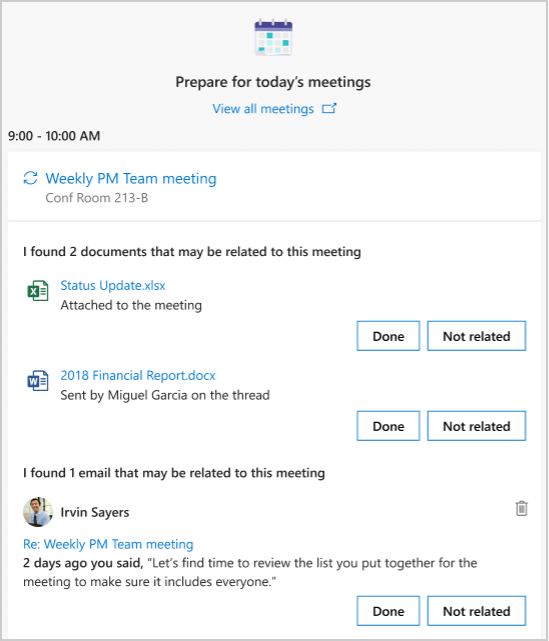 Prepare for today’s meetings
View all meetings
9:00 - 10:00 AM
Weekly PM Team meeting
Conf Room 213-B
I found 2 documents that may be related to this meeting
Status Update.xlsx
Attached to the meeting
Done
Not related
2018 Financial Report.docx
Sent by Miguel Garcia on the thread
Done
Not related
I found 1 email that may be related to this meeting
Irvin Sayers
Re: Weekly PM Team meeting
2 days ago you said, “Let’s find time to review the list you put together for the
meeting to make sure it includes everyone.”
Done
Not related